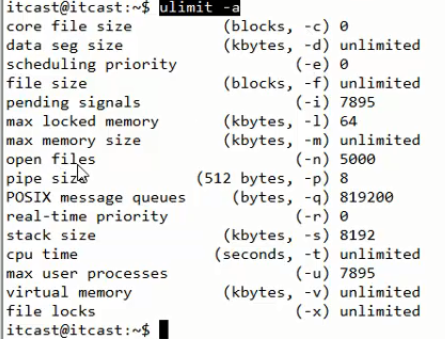 itcast@itcast:~$ ulimit -a
core file size (blocks, -c) 0
data seg size (kbytes, -d) unlimited
scheduling priority (-e) 0
file size (blocks, -f) unlimited
pending signals (-i) 7895
max locked memory (kbytes, -l) 64
max memory size (kbytes, -m) unlimited
open files (-n) 5000
pipe size (512 bytes, -p) 8
POSIX message queues (bytes, -q) 819200
real-time priority (-r) 0
stack size (kbytes, -s) 8192
cpu time (seconds, -t) unlimited
max user processes (-u) 7895
virtual memory (kbytes, -v) unlimited
file locks (-x) unlimited
itcast@itcast:~$